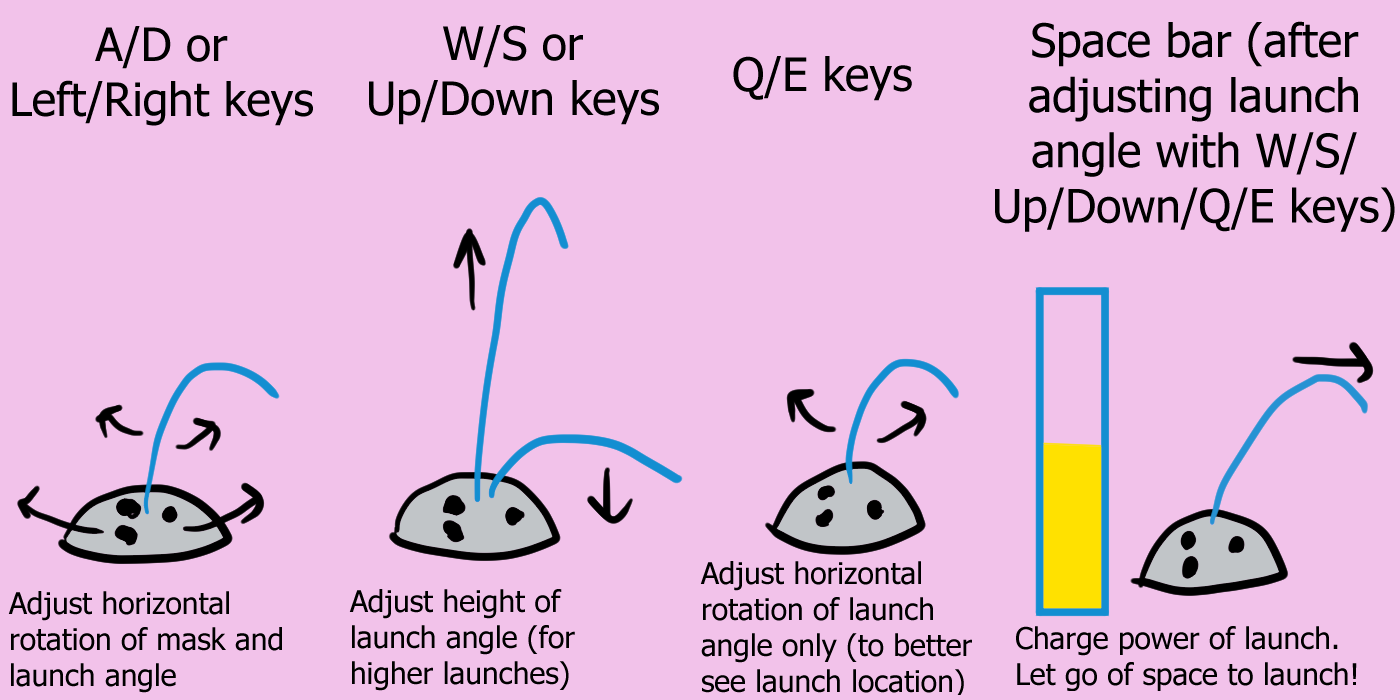 A/D or
Left/Right keys
Adjust horizontal
rotation of mask and
launch angle
W/S or
Up/Down keys
Adjust height of
launch angle (for
higher launches)
Q/E keys
Adjust horizontal
rotation of launch
angle only (to better
see launch location)
Space bar (after
adjusting launch
angle with W/S/
Up/Down/Q/E keys)
Charge power of launch.
Let go of space to launch!